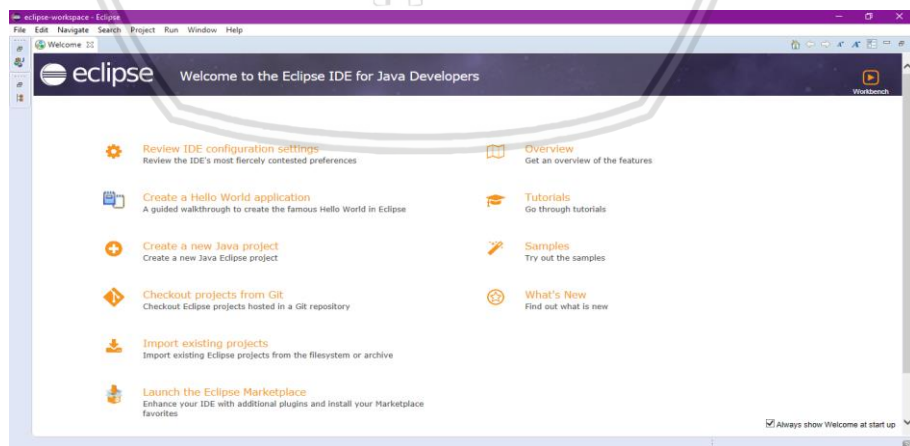 eclipse-workspace - Eclipse
File Edit Navigate Search Project Run Window Help
Welcome
eclipse Welcome to the Eclipse IDE for Java Developers
Workbench
Review IDE configuration settings
Review the IDE's most fiercely contested preferences
Overview
Get an overview of the features
Create a Hello World application
A guided walkthrough to create the famous Hello World in Eclipse
Tutorials
Go through tutorials
Create a new Java project
Create a new Java Eclipse project
Samples
Try out the samples
Checkout projects from Git
Checkout Eclipse projects hosted in a Git repository
What's New
Find out what is new
Import existing projects
Import existing Eclipse projects from the filesystem or archive
Launch the Eclipse Marketplace
Enhance your IDE with additional plugins and install your Marketplace
favorites
Always show Welcome at start up